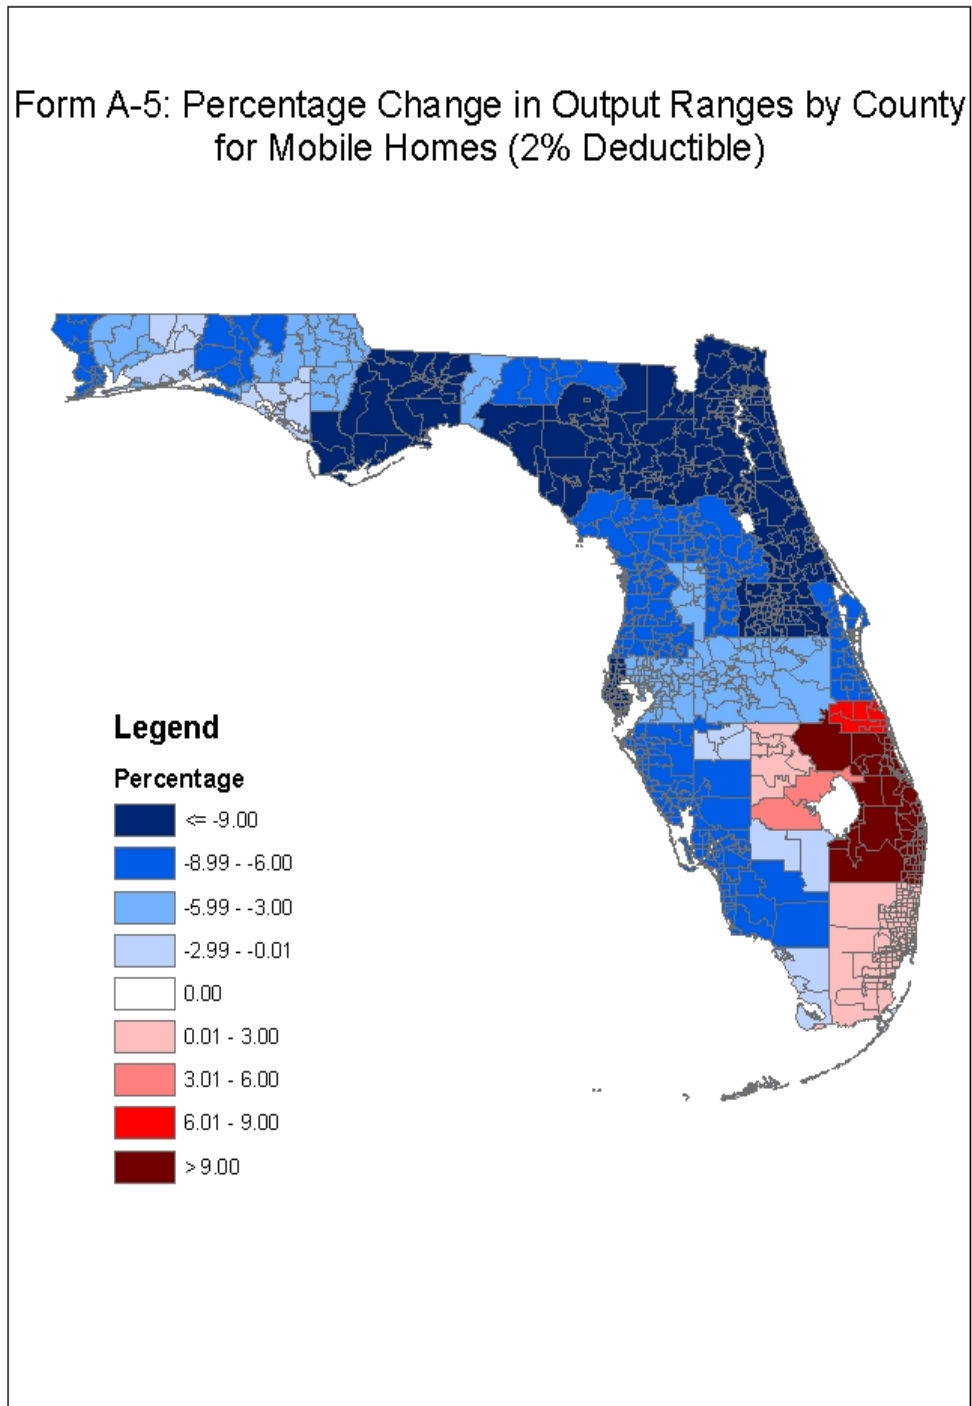 Form A-5: Percentage Change in Output Ranges by County
for Mobile Homes (2% Deductible)
Legend
Percentage
<= -9.00
-8.99 - -6.00
-5.99 - -3.00
-2.99 - -0.01
0.00
0.01 - 3.00
3.01 - 6.00
6.01 - 9.00
> 9.00